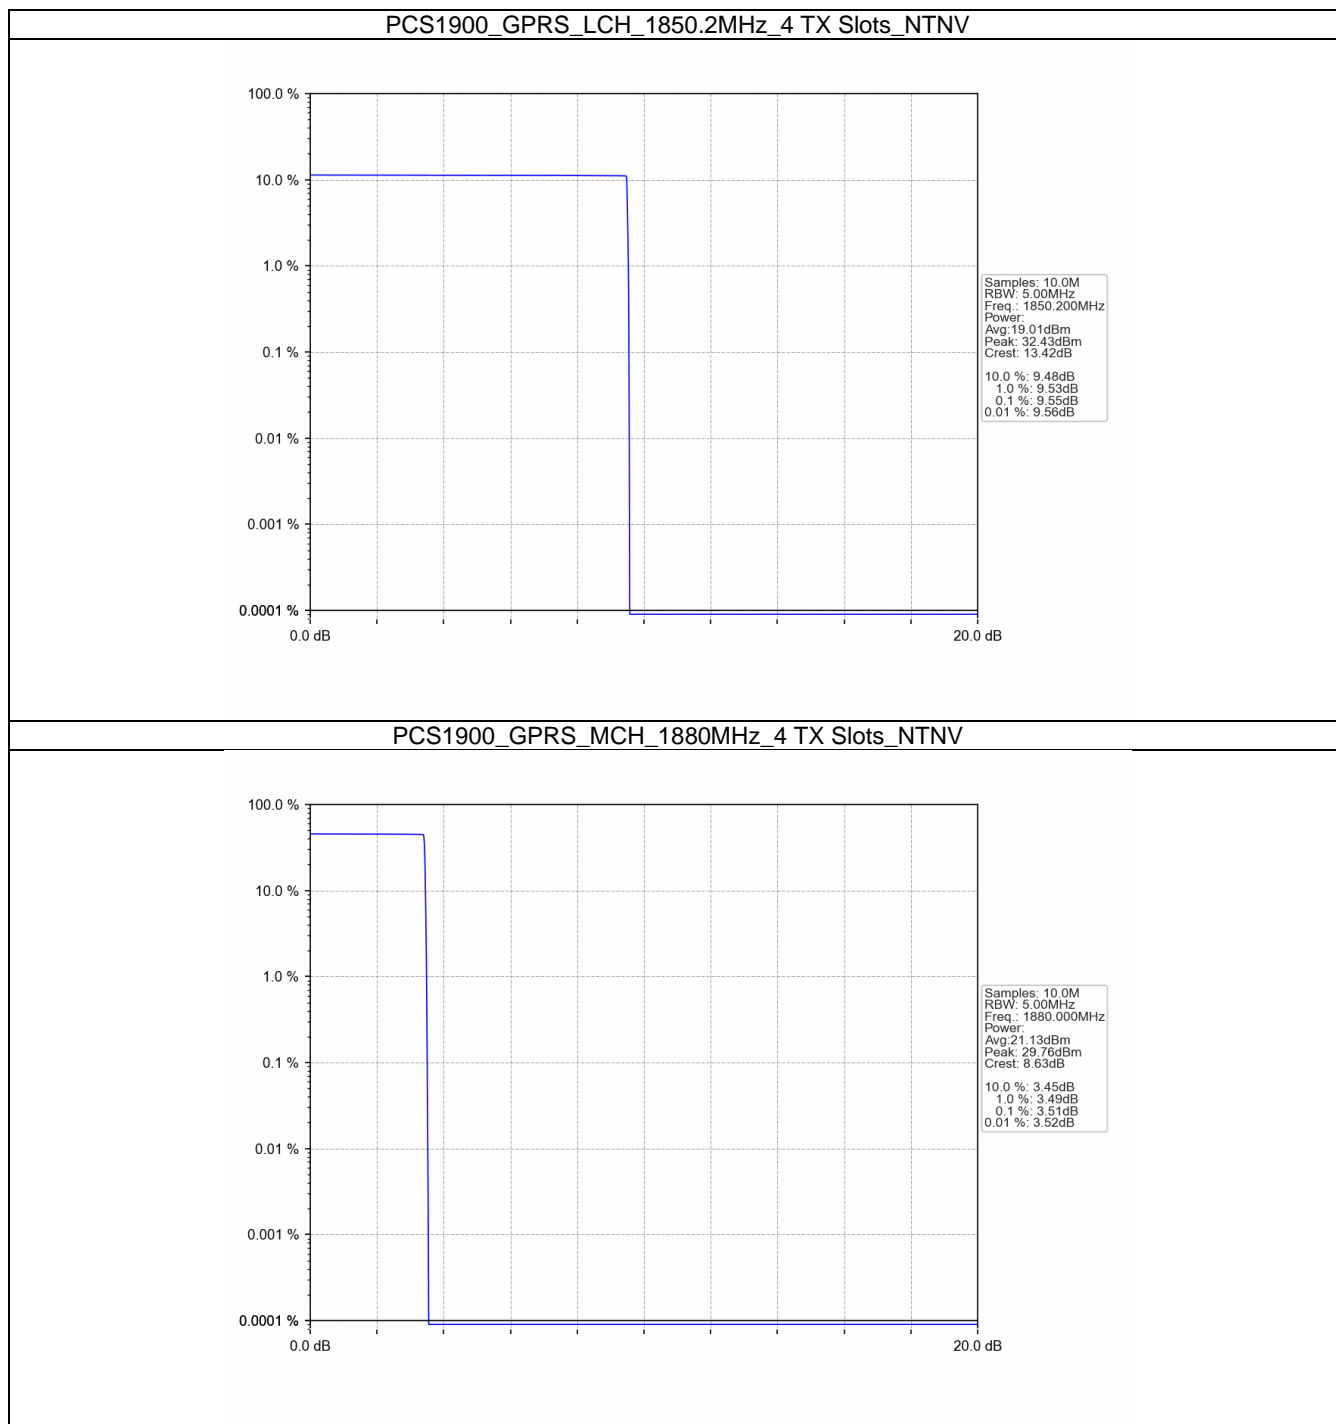 PCS1900_GPRS_LCH_1850.2MHz_4 TX Slots_NTNV
100.0 %
10.0 %
1.0 %
0.1 %
0.01 %
0.001 %
0.0001 %
0.0 dB
20.0 dB
Samples: 10.0M
RBW: 5.00MHz
Freq.: 1850.200MHz
Power:
Avg:19.01dBm
Peak: 32.43dBm
Crest: 13.42dB
10.0 %: 9.48dB
1.0 %: 9.53dB
0.1 %: 9.55dB
0.01 %: 9.56dB
PCS1900_GPRS_MCH_1880MHz_4 TX Slots_NTNV
100.0 %
10.0 %
1.0 %
0.1 %
0.01 %
0.001 %
0.0001 %
0.0 dB
20.0 dB
Samples: 10.0M
RBW: 5.00MHz
Freq.: 1880.000MHz
Power:
Avg:21.13dBm
Peak: 29.76dBm
Crest: 8.63dB
10.0 %: 3.45dB
1.0 %: 3.49dB
0.1 %: 3.51dB
0.01 %: 3.52dB